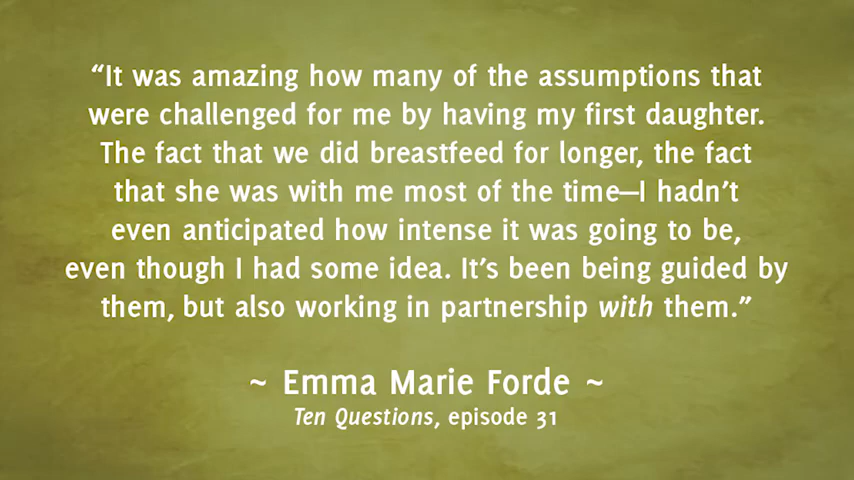 “It was amazing how many of the assumptions that
were challenged for me by having my first daughter.
The fact that we did breastfeed for longer, the fact
that she was with me most of the time—I hadn’t
even anticipated how intense it was going to be,
even though I had some idea. It’s been being guided by
them, but also working in partnership with them.”
~ Emma Marie Forde ~
Ten Questions, episode 31